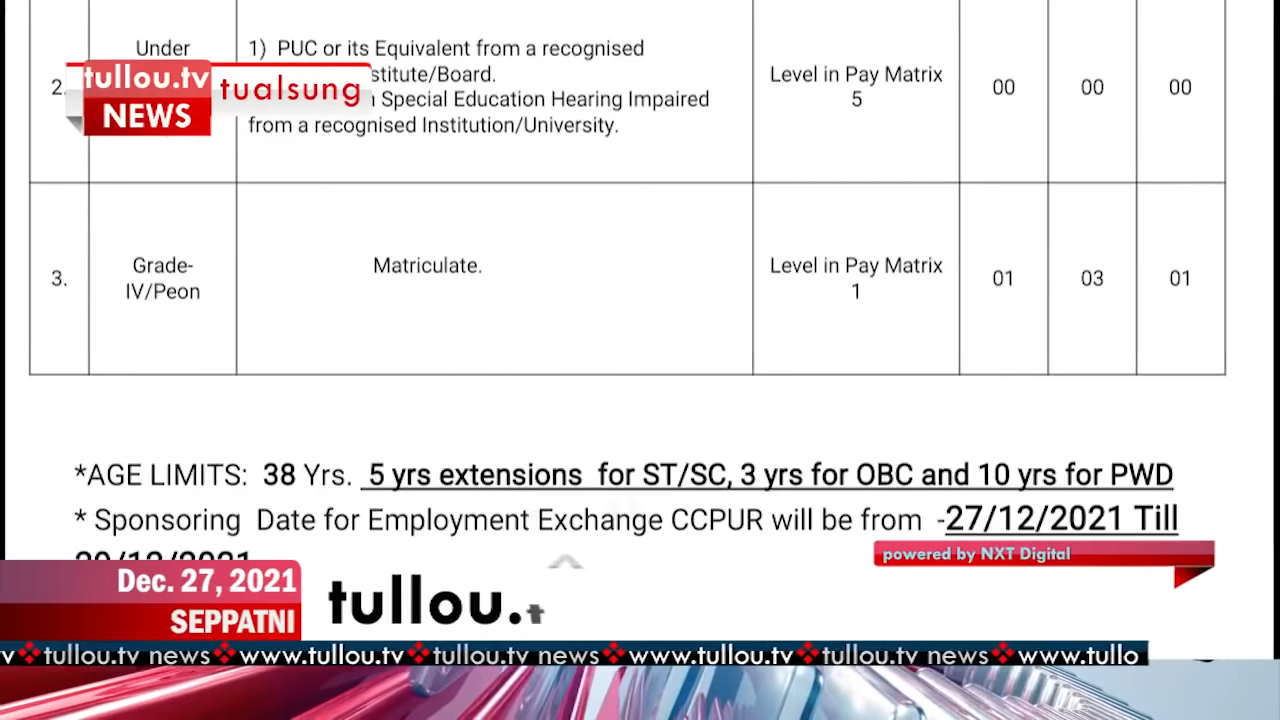 Under
1) PUC or its Equivalent from a recognised
2.
stitute/Board.
Special Education Hearing Impaired
from a recognised Institution/University.
Level in Pay Matrix
5
00
00
00
tullou.tv
NEWS
tualsung
3.
Grade-
IV/Peon
Matriculate.
Level in Pay Matrix
1
01
03
01
*AGE LIMITS: 38 Yrs. 5 yrs extensions for ST/SC, 3 yrs for OBC and 10 yrs for PWD
* Sponsoring Date for Employment Exchange CCPUR will be from -27/12/2021 Till
powered by NXT Digital
Dec. 27, 2021
SEPPATNI
tullou.t
v❖tullou.tv news❖www.tullou.tv❖tullou.tv news❖www.tullou.tv❖tullou.tv news❖www.tullo